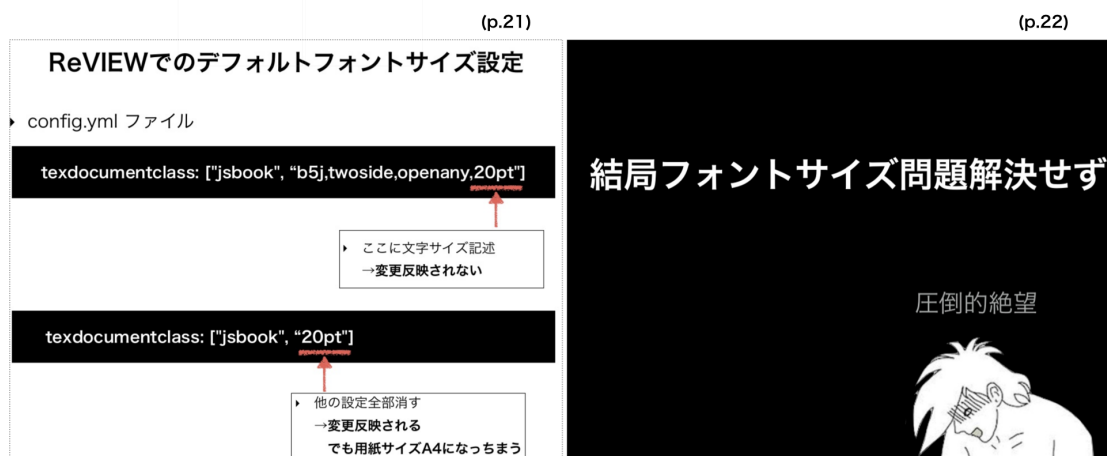 (p.21)
ReVIEWでのデフォルトフォントサイズ設定
config.yml ファイル
texdocumentclass: ["jsbook", “b5j,twoside,openany,20pt"]
ここに文字サイズ記述
→変更反映されない
texdocumentclass: ["jsbook", “20pt"]
他の設定全部消す
→変更反映される
でも用紙サイズA4になっちまう
(p.22)
結局フォントサイズ問題解決せず
圧倒的絶望